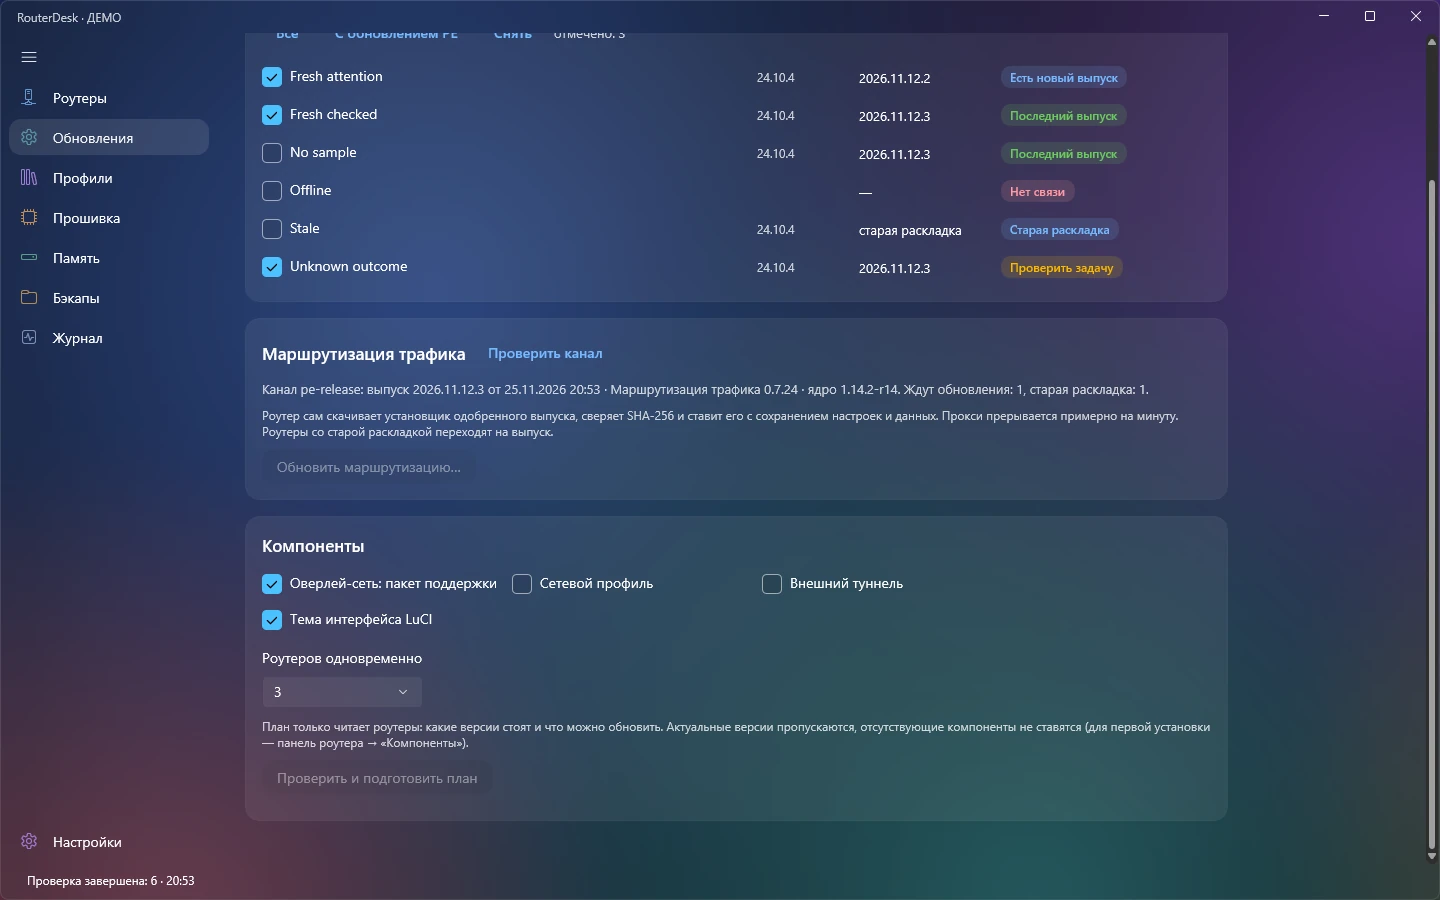 RouterDesk · ДЕМО
Роутеры
Обновления
Профили
Прошивка
Память
Бэкапы
Журнал
Настройки
Проверка завершена: 6 · 20:53
Все С обновлением PE Снять отмечено: 3
Fresh attention 24.10.4 2026.11.12.2 Есть новый выпуск
Fresh checked 24.10.4 2026.11.12.3 Последний выпуск
No sample 24.10.4 2026.11.12.3 Последний выпуск
Offline — Нет связи
Stale 24.10.4 старая раскладка Старая раскладка
Unknown outcome 24.10.4 2026.11.12.3 Проверить задачу
Маршрутизация трафика Проверить канал
Канал pe-release: выпуск 2026.11.12.3 от 25.11.2026 20:53 · Маршрутизация трафика 0.7.24 · ядро 1.14.2-r14. Ждут обновления: 1, старая раскладка: 1.
Роутер сам скачивает установщик одобренного выпуска, сверяет SHA-256 и ставит его с сохранением настроек и данных. Прокси прерывается примерно на минуту.
Роутеры со старой раскладкой переходят на выпуск.
Обновить маршрутизацию...
Компоненты
Оверлей-сеть: пакет поддержки Сетевой профиль Внешний туннель
Тема интерфейса LuCI
Роутеров одновременно
3
План только читает роутеры: какие версии стоят и что можно обновить. Актуальные версии пропускаются, отсутствующие компоненты не ставятся (для первой установки
— панель роутера → «Компоненты»).
Проверить и подготовить план